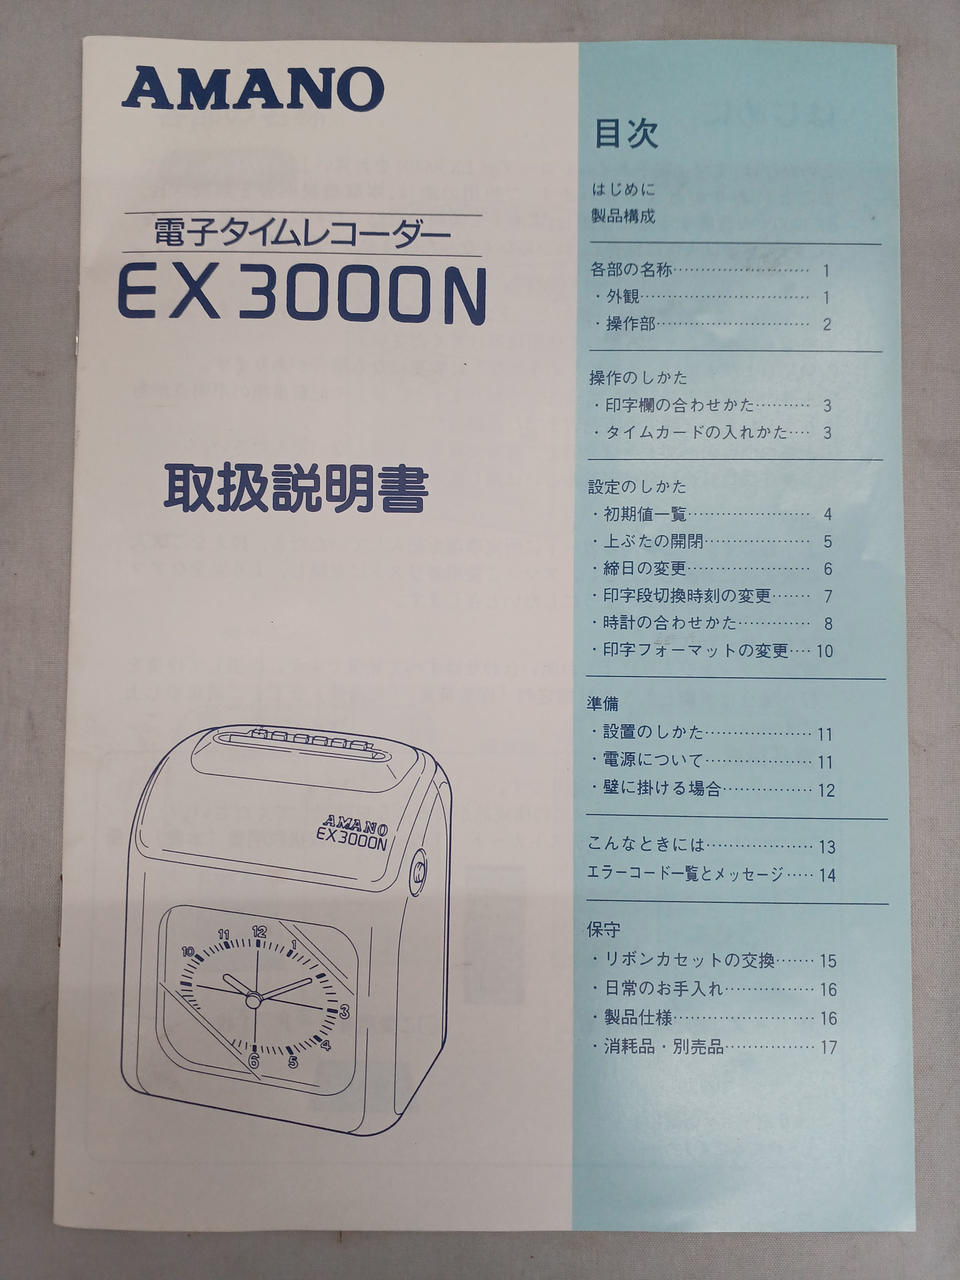 AMANO
電子タイムレコーダー
EX3000N
取扱説明書
AMANO
EX3000N
12
1
3
4
5
6
10
11
目次
はじめに
製品構成
各部の名称…………………… 1
・外観………………………… 1
・操作部……………………… 2
操作のしかた
・印字欄の合わせかた……… 3
・タイムカードの入れかた… 3
設定のしかた
・初期値一覧………………… 4
・上ぶたの開閉……………… 5
・締日の変更………………… 6
・印字段切換時刻の変更…… 7
・時計の合わせかた………… 8
・印字フォーマットの変更… 10
準備
・設置のしかた……………… 11
・電源について……………… 11
・壁に掛ける場合…………… 12
こんなときには……………… 13
エラーコード一覧とメッセージ…… 14
保守
・リボンカセットの交換…… 15
・日常のお手入れ…………… 16
・製品仕様…………………… 16
・消耗品・別売品…………… 17